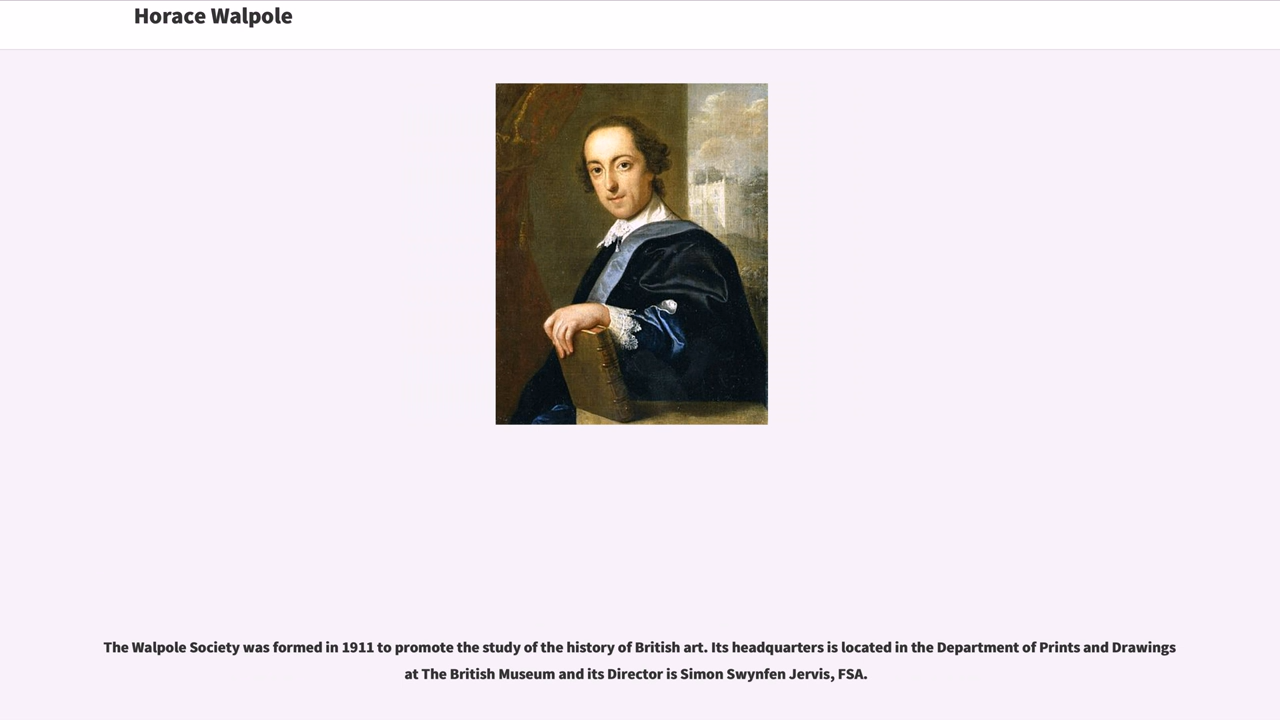 Horace Walpole
The Walpole Society was formed in 1911 to promote the study of the history of British art. Its headquarters is located in the Department of Prints and Drawings
at The British Museum and its Director is Simon Swynfen Jervis, FSA.